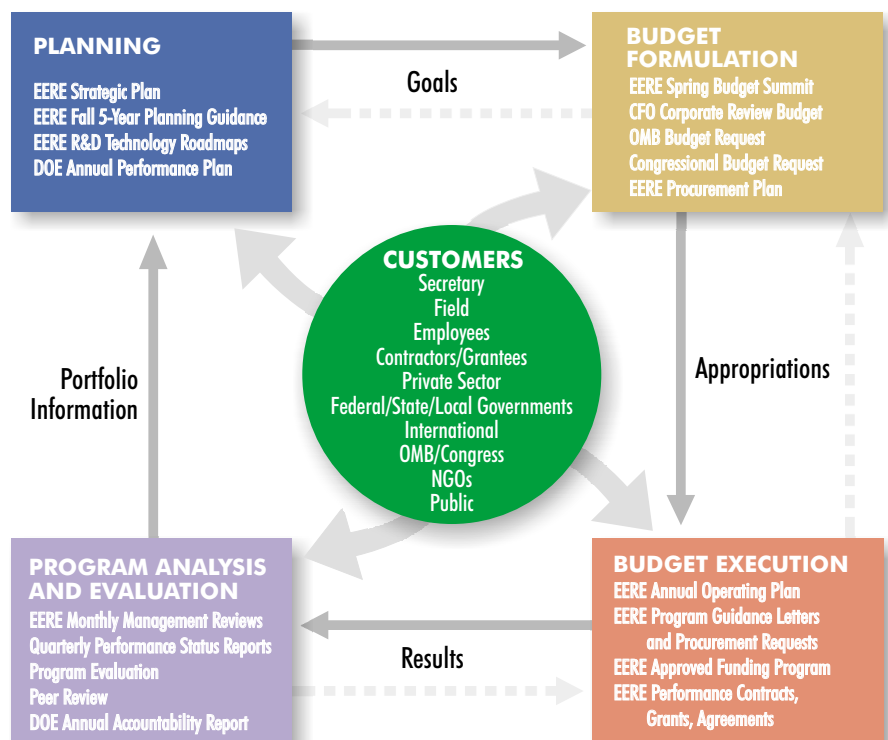 PLANNING
EERE Strategic Plan
EERE Fall 5-Year Planning Guidance
EERE R&D Technology Roadmaps
DOE Annual Performance Plan
Goals
BUDGET
FORMULATION
EERE Spring Budget Summit
CFO Corporate Review Budget
OMB Budget Request
Congressional Budget Request
EERE Procurement Plan
CUSTOMERS
Secretary
Field
Employees
Contractors/Grantees
Private Sector
Federal/State/Local Governments
International
OMB/Congress
NGOs
Public
Portfolio
Information
Appropriations
PROGRAM ANALYSIS
AND EVALUATION
EERE Monthly Management Reviews
Quarterly Performance Status Reports
Program Evaluation
Peer Review
DOE Annual Accountability Report
Results
BUDGET EXECUTION
EERE Annual Operating Plan
EERE Program Guidance Letters
and Procurement Requests
EERE Approved Funding Program
EERE Performance Contracts,
Grants, Agreements